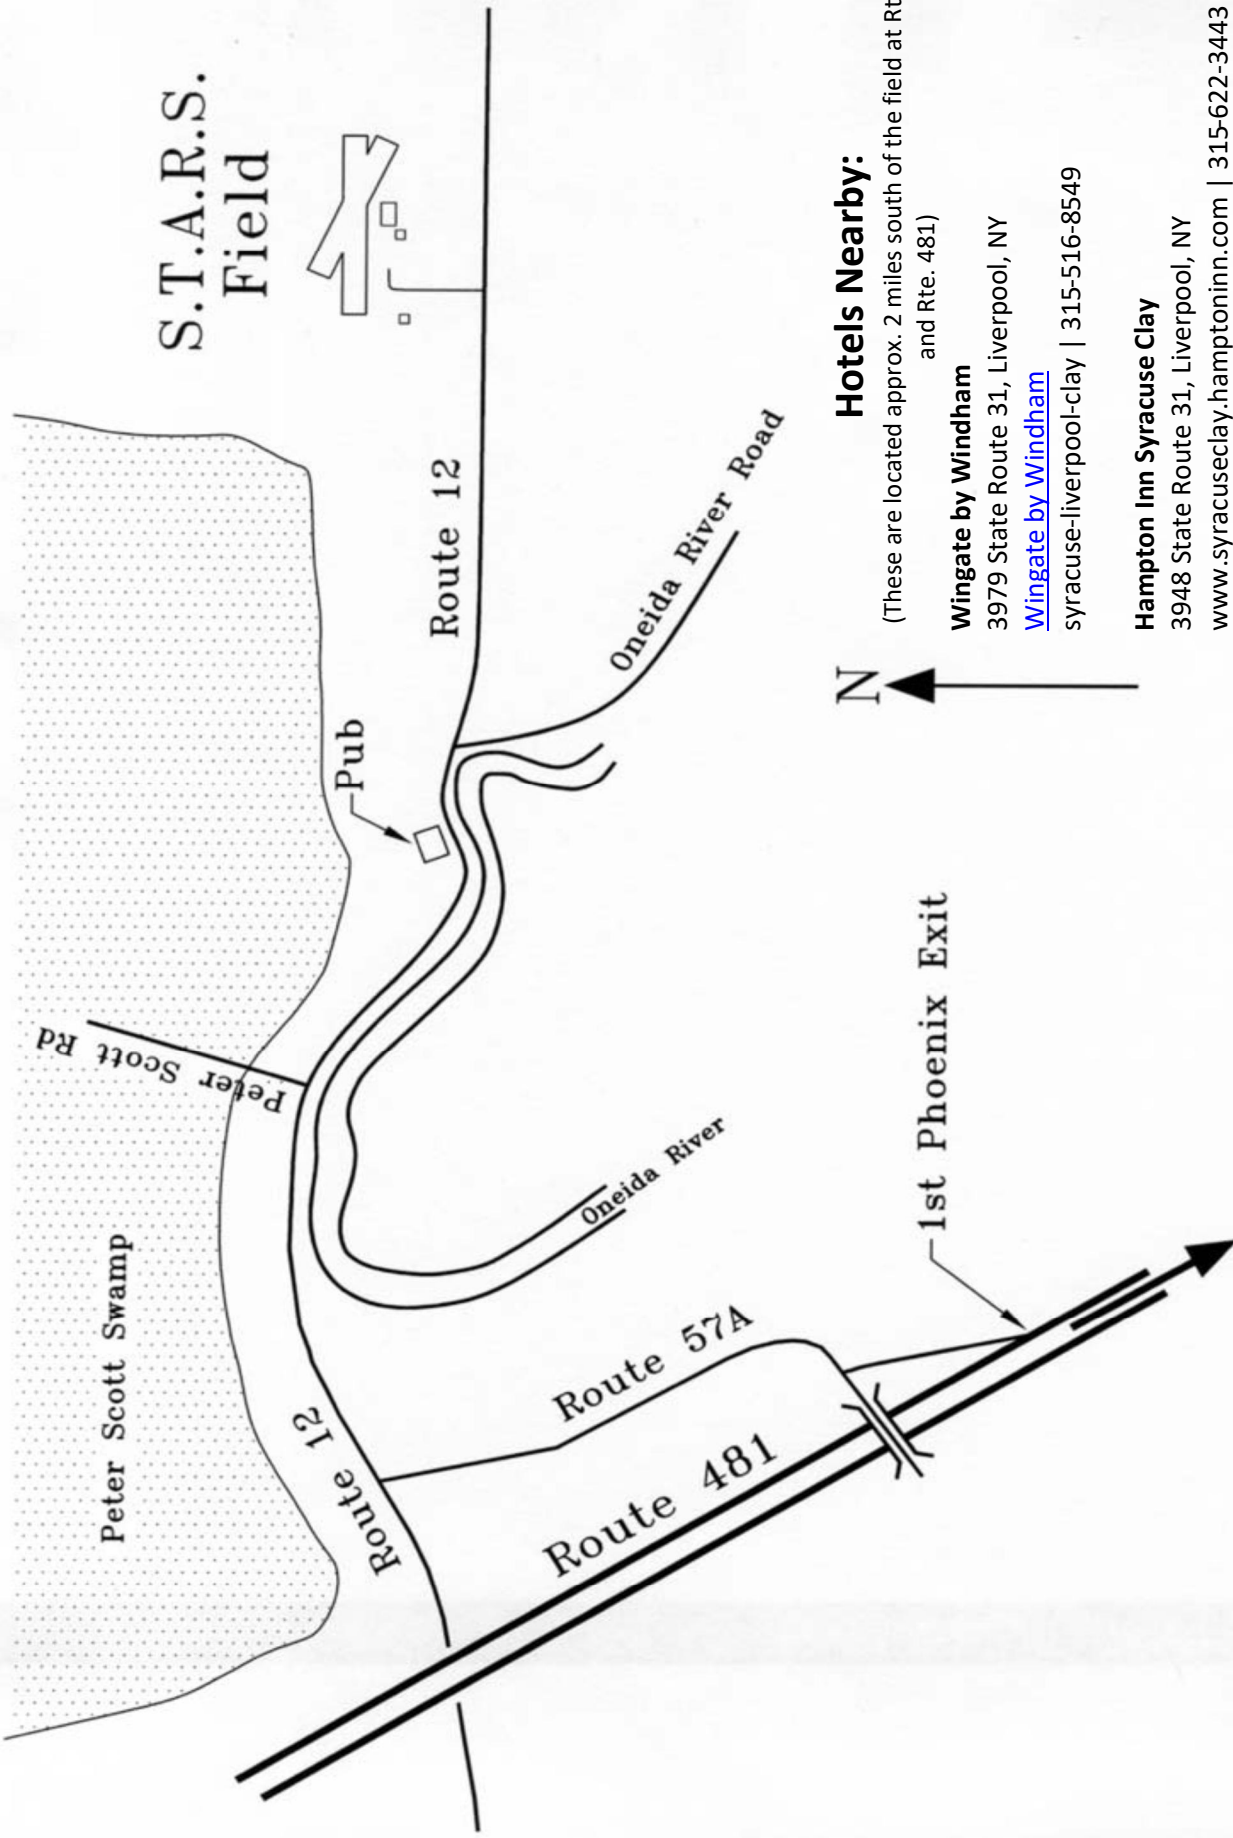 S.T.A.R.S.
Field
Peter Scott Swamp
Peter Scott Rd
Pub
Route 12
Route 12
Oneida River Road
Oneida River
Route 57A
Route 481
1st Phoenix Exit
N
Hotels Nearby:
(These are located approx. 2 miles south of the field at Rt
and Rte. 481)
Wingate by Windham
3979 State Route 31, Liverpool, NY
Wingate by Windham
syracuse-liverpool-clay | 315-516-8549
Hampton Inn Syracuse Clay
3948 State Route 31, Liverpool, NY
www.syracuseclay.hamptoninn.com | 315-622-3443